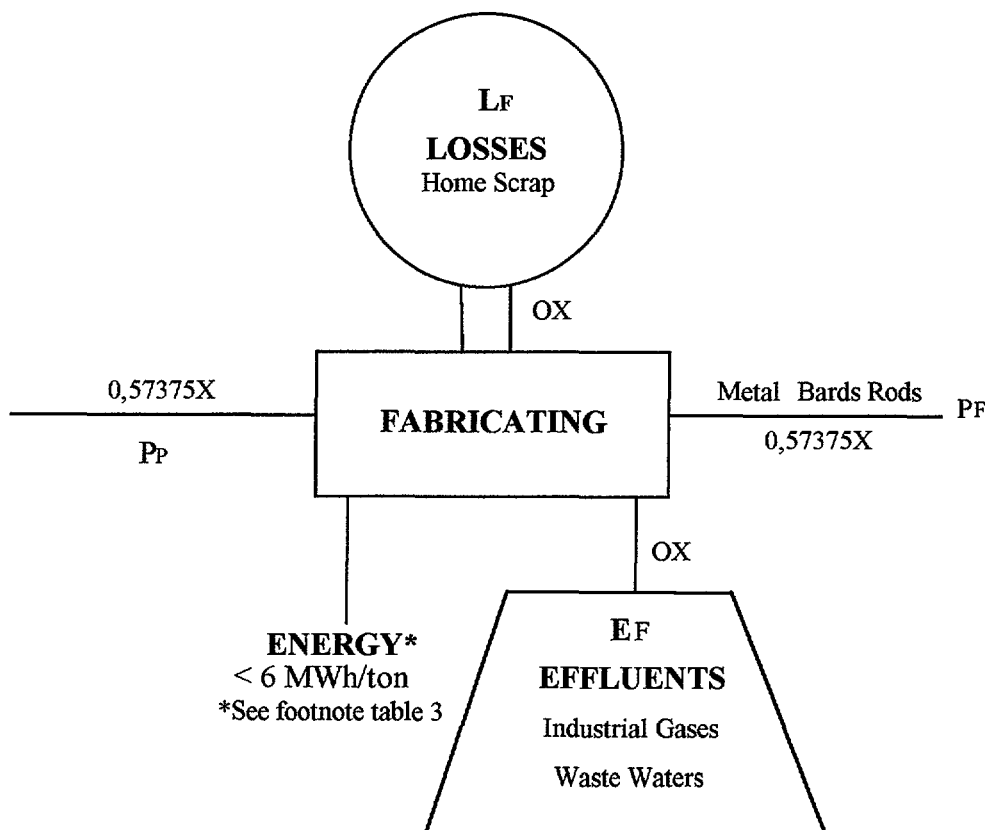 LF
LOSSES
Home Scrap
OX
0,57375X
PP
FABRICATING
Metal Bards Rods
0,57375X
PF
OX
ENERGY*
< 6 MWh/ton
*See footnote table 3
EF
EFFLUENTS
Industrial Gases
Waste Waters